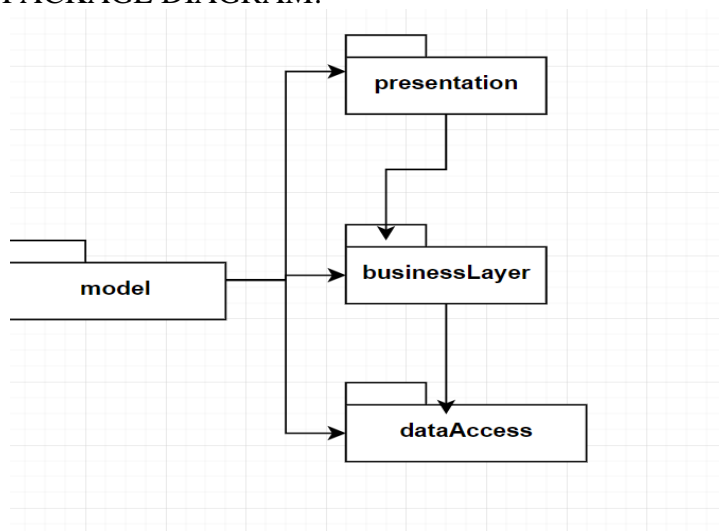 PACKAGE DIAGRAM:
presentation
businessLayer
model
dataAccess